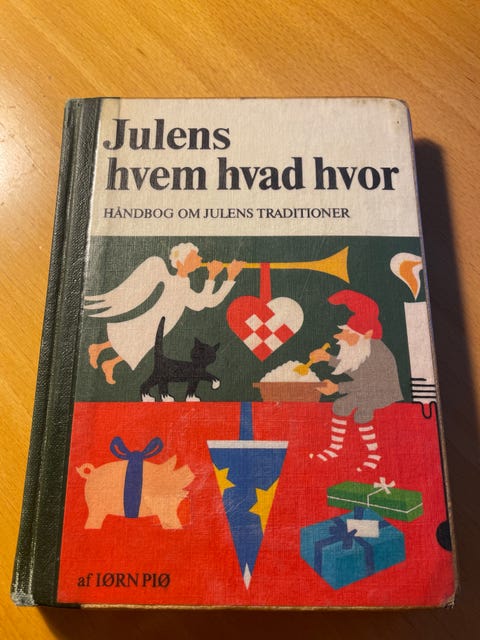 Julens
hvem hvad hvor
HÅNDBOG OM JULENS TRADITIONER
af IØRN PIØ